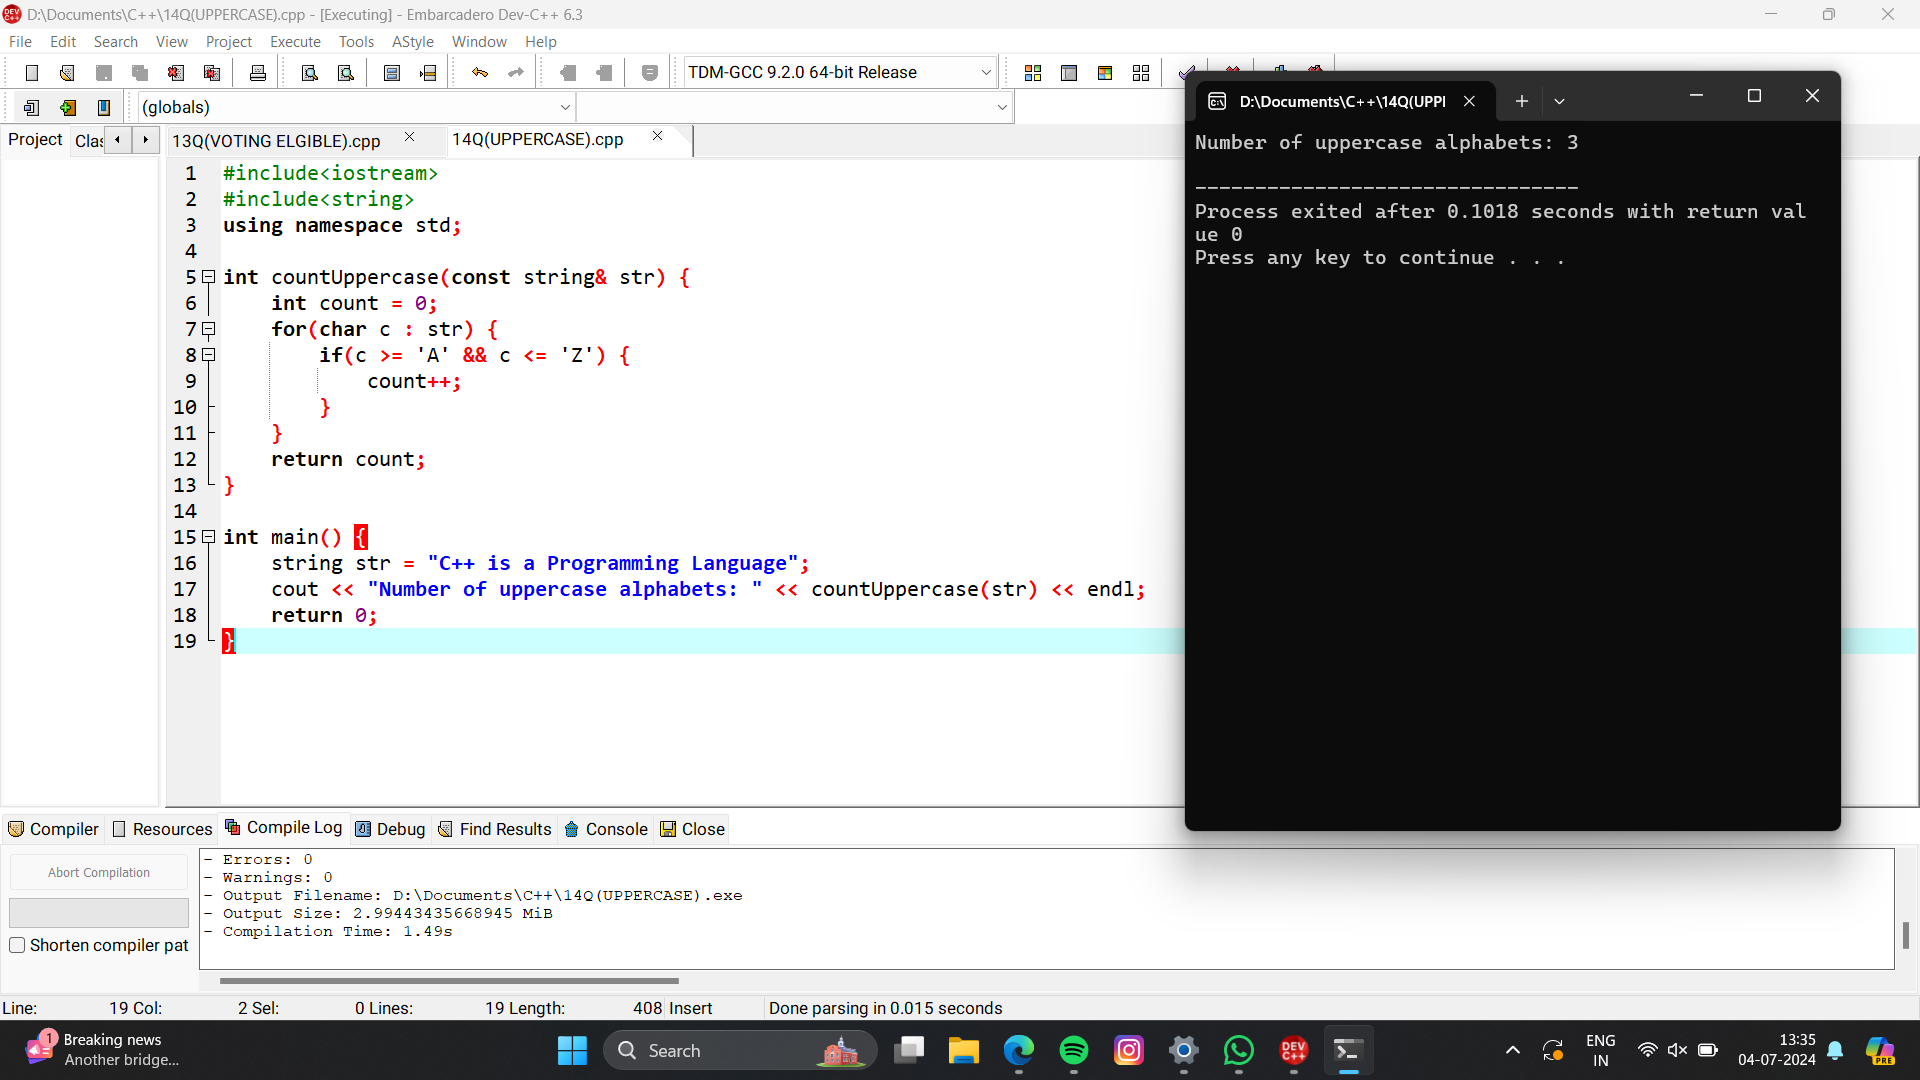 D:\Documents\C++\14Q(UPPERCASE).cpp - [Executing] - Embarcadero Dev-C++ 6.3
File Edit Search View Project Execute Tools AStyle Window Help
TDM-GCC 9.2.0 64-bit Release
(globals)
Project Clas 13Q(VOTING ELGIBLE).cpp 14Q(UPPERCASE).cpp
1 #include<iostream>
2 #include<string>
3 using namespace std;
4
5 int countUppercase(const string& str) {
6 int count = 0;
7 for(char c : str) {
8 if(c >= 'A' && c <= 'Z') {
9 count++;
10 }
11 }
12 return count;
13 }
14
15 int main() {
16 string str = "C++ is a Programming Language";
17 cout << "Number of uppercase alphabets: " << countUppercase(str) << endl;
18 return 0;
19 }
D:\Documents\C++\14Q(UPPI
Number of uppercase alphabets: 3
--------------------------------
Process exited after 0.1018 seconds with return val
ue 0
Press any key to continue . . .
Compiler Resources Compile Log Debug Find Results Console Close
Abort Compilation
Shorten compiler pat
- Errors: 0
- Warnings: 0
- Output Filename: D:\Documents\C++\14Q(UPPERCASE).exe
- Output Size: 2.99443435668945 MiB
- Compilation Time: 1.49s
Line: 19 Col: 2 Sel: 0 Lines: 19 Length: 408 Insert Done parsing in 0.015 seconds
1
Breaking news
Another bridge...
Search
DEV C++
ENG
IN
13:35
04-07-2024
PRE